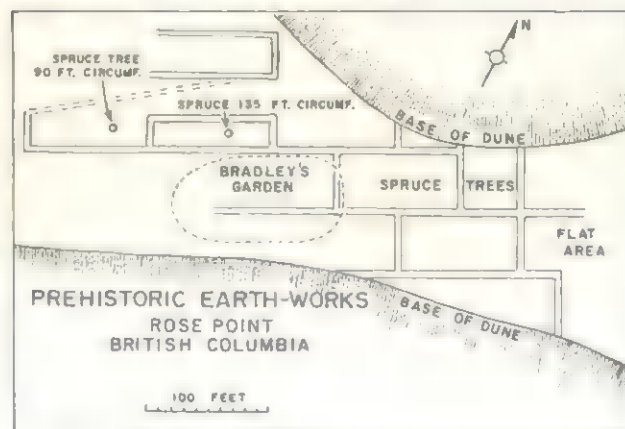 N
SPRUCE TREE
90 FT. CIRCUMF.
SPRUCE 135 FT. CIRCUMF.
BASE OF DUNE
BRADLEY'S
GARDEN
SPRUCE
TREES
FLAT
AREA
BASE OF DUNE
PREHISTORIC EARTH-WORKS
ROSE POINT
BRITISH COLUMBIA
100 FEET